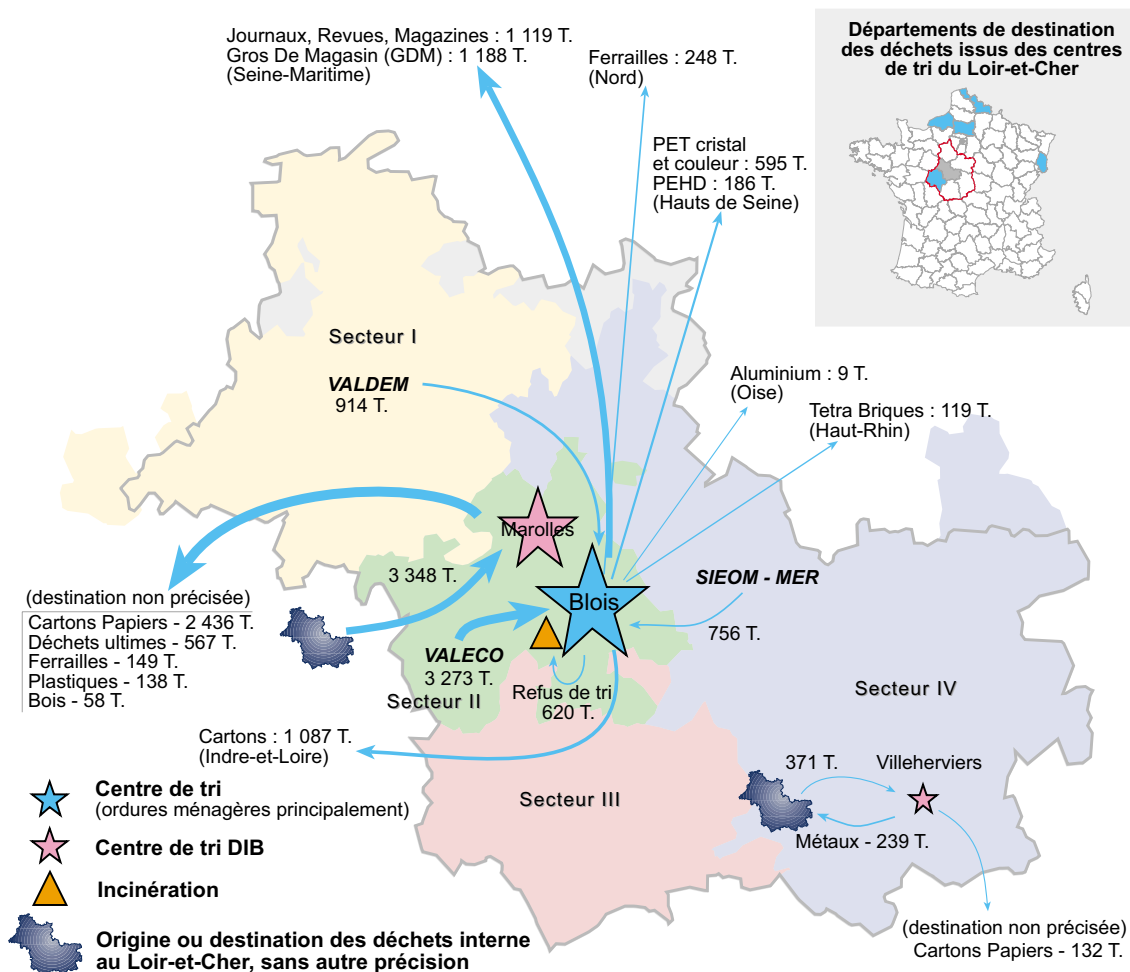 Journaux, Revues, Magazines : 1 119 T.
Gros De Magasin (GDM) : 1 188 T.
(Seine-Maritime)
Ferrailles : 248 T.
(Nord)
Départements de destination
des déchets issus des centres
de tri du Loir-et-Cher
PET cristal
et couleur : 595 T.
PEHD : 186 T.
(Hauts de Seine)
Secteur I
VALDEM
914 T.
Aluminium : 9 T.
(Oise)
Tetra Briques : 119 T.
(Haut-Rhin)
Marolles
3 348 T.
Blois
SIEOM - MER
756 T.
(destination non précisée)
Cartons Papiers - 2 436 T.
Déchets ultimes - 567 T.
Ferrailles - 149 T.
Plastiques - 138 T.
Bois - 58 T.
VALECO
3 273 T.
Secteur II
Refus de tri
620 T.
Secteur IV
Cartons : 1 087 T.
(Indre-et-Loire)
Secteur III
371 T.
Villeherviers
Métaux - 239 T.
(destination non précisée)
Cartons Papiers - 132 T.
Centre de tri
(ordures ménagères principalement)
Centre de tri DIB
Incinération
Origine ou destination des déchets interne
au Loir-et-Cher, sans autre précision